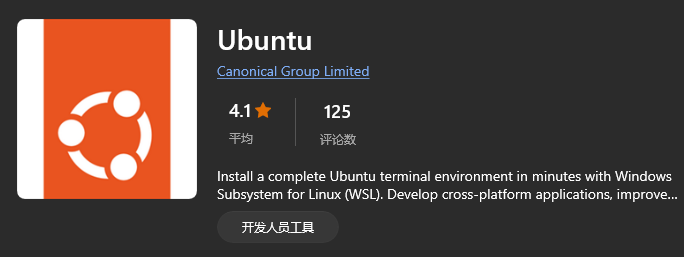 Ubuntu
Canonical Group Limited
4.1 125
平均 评论数
Install a complete Ubuntu terminal environment in minutes with Windows
Subsystem for Linux (WSL). Develop cross-platform applications, improve...
开发人员工具